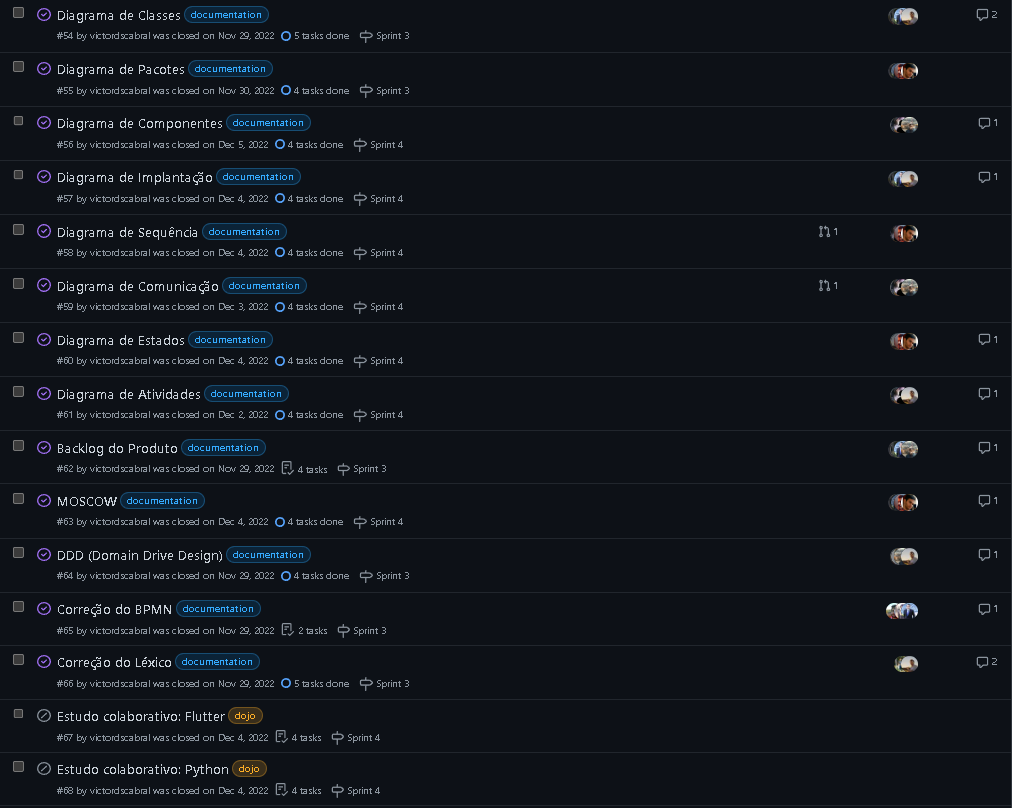 Diagrama de Classes documentation 2
#54 by victordscabral was closed on Nov 29, 2022 5 tasks done Sprint 3
Diagrama de Pacotes documentation
#55 by victordscabral was closed on Nov 30, 2022 4 tasks done Sprint 3
Diagrama de Componentes documentation 1
#56 by victordscabral was closed on Dec 5, 2022 4 tasks done Sprint 4
Diagrama de Implantação documentation 1
#57 by victordscabral was closed on Dec 4, 2022 4 tasks done Sprint 4
Diagrama de Sequência documentation 1
#58 by victordscabral was closed on Dec 4, 2022 4 tasks done Sprint 4
Diagrama de Comunicação documentation 1
#59 by victordscabral was closed on Dec 3, 2022 4 tasks done Sprint 4
Diagrama de Estados documentation 1
#60 by victordscabral was closed on Dec 4, 2022 4 tasks done Sprint 4
Diagrama de Atividades documentation 1
#61 by victordscabral was closed on Dec 2, 2022 4 tasks done Sprint 4
Backlog do Produto documentation 1
#62 by victordscabral was closed on Nov 29, 2022 4 tasks Sprint 3
MOSCOW documentation 1
#63 by victordscabral was closed on Dec 4, 2022 4 tasks done Sprint 4
DDD (Domain Drive Design) documentation 1
#64 by victordscabral was closed on Nov 29, 2022 4 tasks done Sprint 3
Correção do BPMN documentation 1
#65 by victordscabral was closed on Nov 29, 2022 2 tasks Sprint 3
Correção do Léxico documentation 2
#66 by victordscabral was closed on Nov 29, 2022 5 tasks done Sprint 3
Estudo colaborativo: Flutter dojo
#67 by victordscabral was closed on Dec 4, 2022 4 tasks Sprint 4
Estudo colaborativo: Python dojo
#68 by victordscabral was closed on Dec 4, 2022 4 tasks Sprint 4